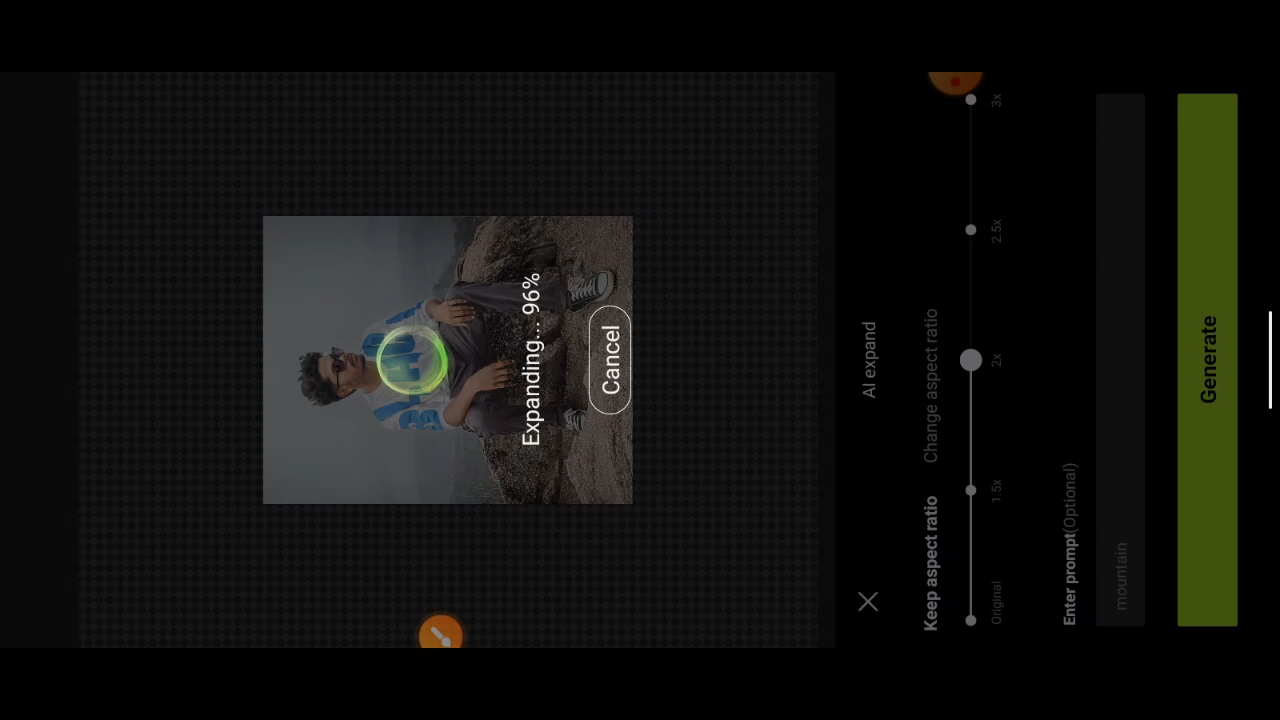 Expanding... 96%
Cancel
AI expand
Keep aspect ratio Change aspect ratio
Original 1.5x 2x 2.5x 3x
Enter prompt(Optional)
mountain
Generate